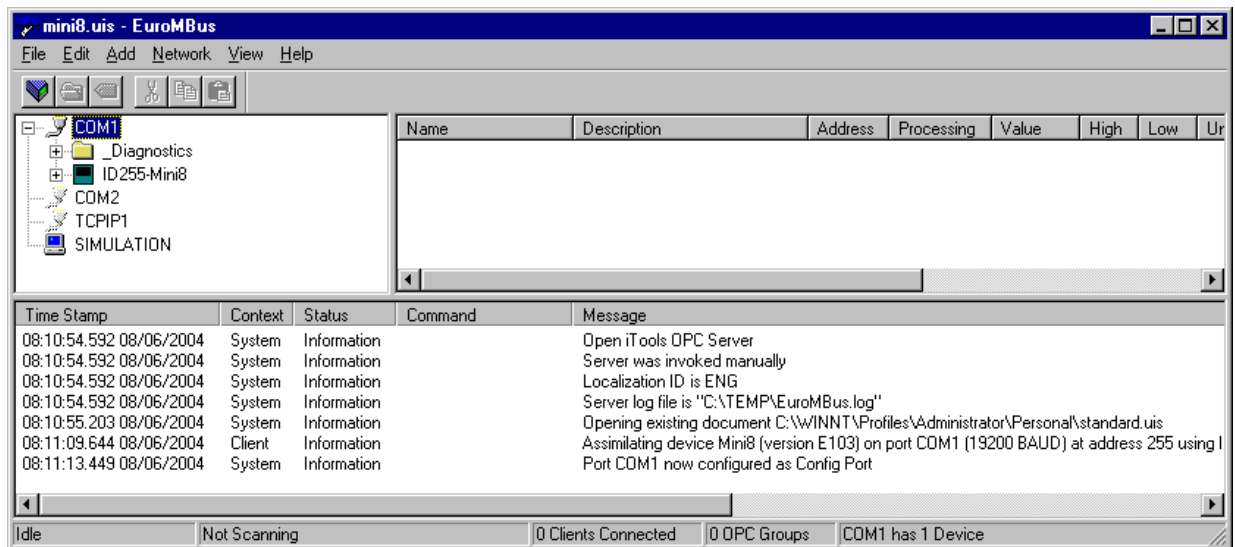 mini8.uis - EuroMBus
File Edit Add Network View Help
COM1
_Diagnostics
ID255-Mini8
COM2
TCPIP1
SIMULATION
Name Description Address Processing Value High Low Ur
Time Stamp Context Status Command Message
08:10:54.592 08/06/2004 System Information Open iTools OPC Server
08:10:54.592 08/06/2004 System Information Server was invoked manually
08:10:54.592 08/06/2004 System Information Localization ID is ENG
08:10:54.592 08/06/2004 System Information Server log file is "C:\TEMP\EuroMBus.log"
08:10:55.203 08/06/2004 System Information Opening existing document C:\WINNT\Profiles\Administrator\Personal\standard.uis
08:11:09.644 08/06/2004 Client Information Assimilating device Mini8 (version E103) on port COM1 (19200 BAUD) at address 255 using
08:11:13.449 08/06/2004 System Information Port COM1 now configured as Config Port
Idle Not Scanning 0 Clients Connected 0 OPC Groups COM1 has 1 Device